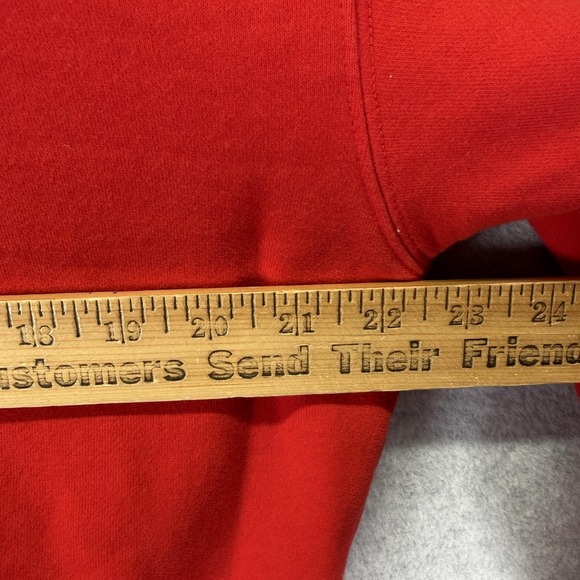 18 19 20 21 22 23 24
ustomers Send Their Friend